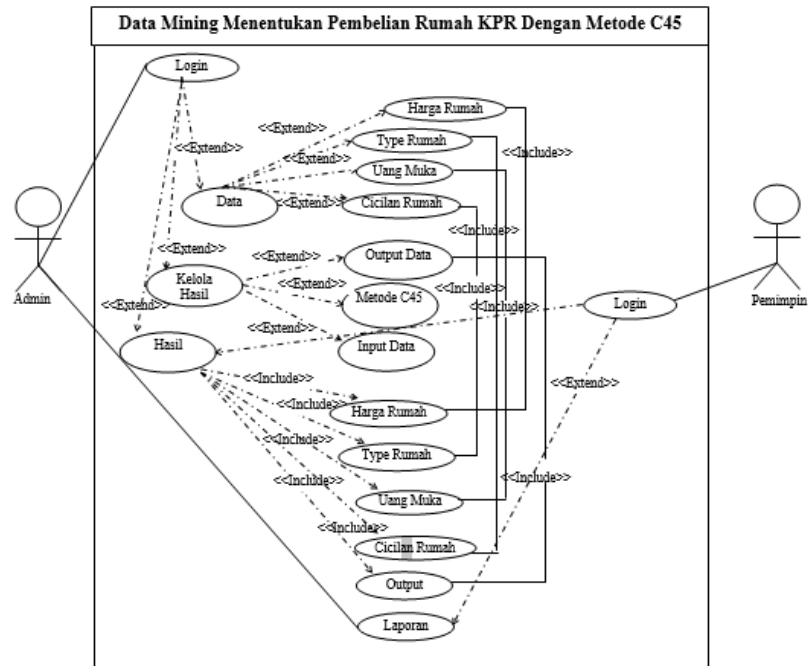 Data Mining Menentukan Pembelian Rumah KPR Dengan Metode C45
Login
Harga Rumah
<<Extend>>
Type Rumah
<<Include>>
<<Extend>>
<<Extend>>
Uang Muka
Data
<<Extend>>
Cicilan Rumah
<<Include>>
<<Extend>>
<<Extend>>
Output Data
Kelola
Hasil
<<Extend>>
<<Include>>
Admin
<<Extend>>
Metode C45
<<Include>>
Login
Pemimpin
<<Extend>>
Hasil
Input Data
<<Include>>
<<Extend>>
<<Include>>
Harga Rumah
<<Include>>
Type Rumah
<<Include>>
<<Include>>
Uang Muka
<<Include>>
Cicilan Rumah
Output
Laporan